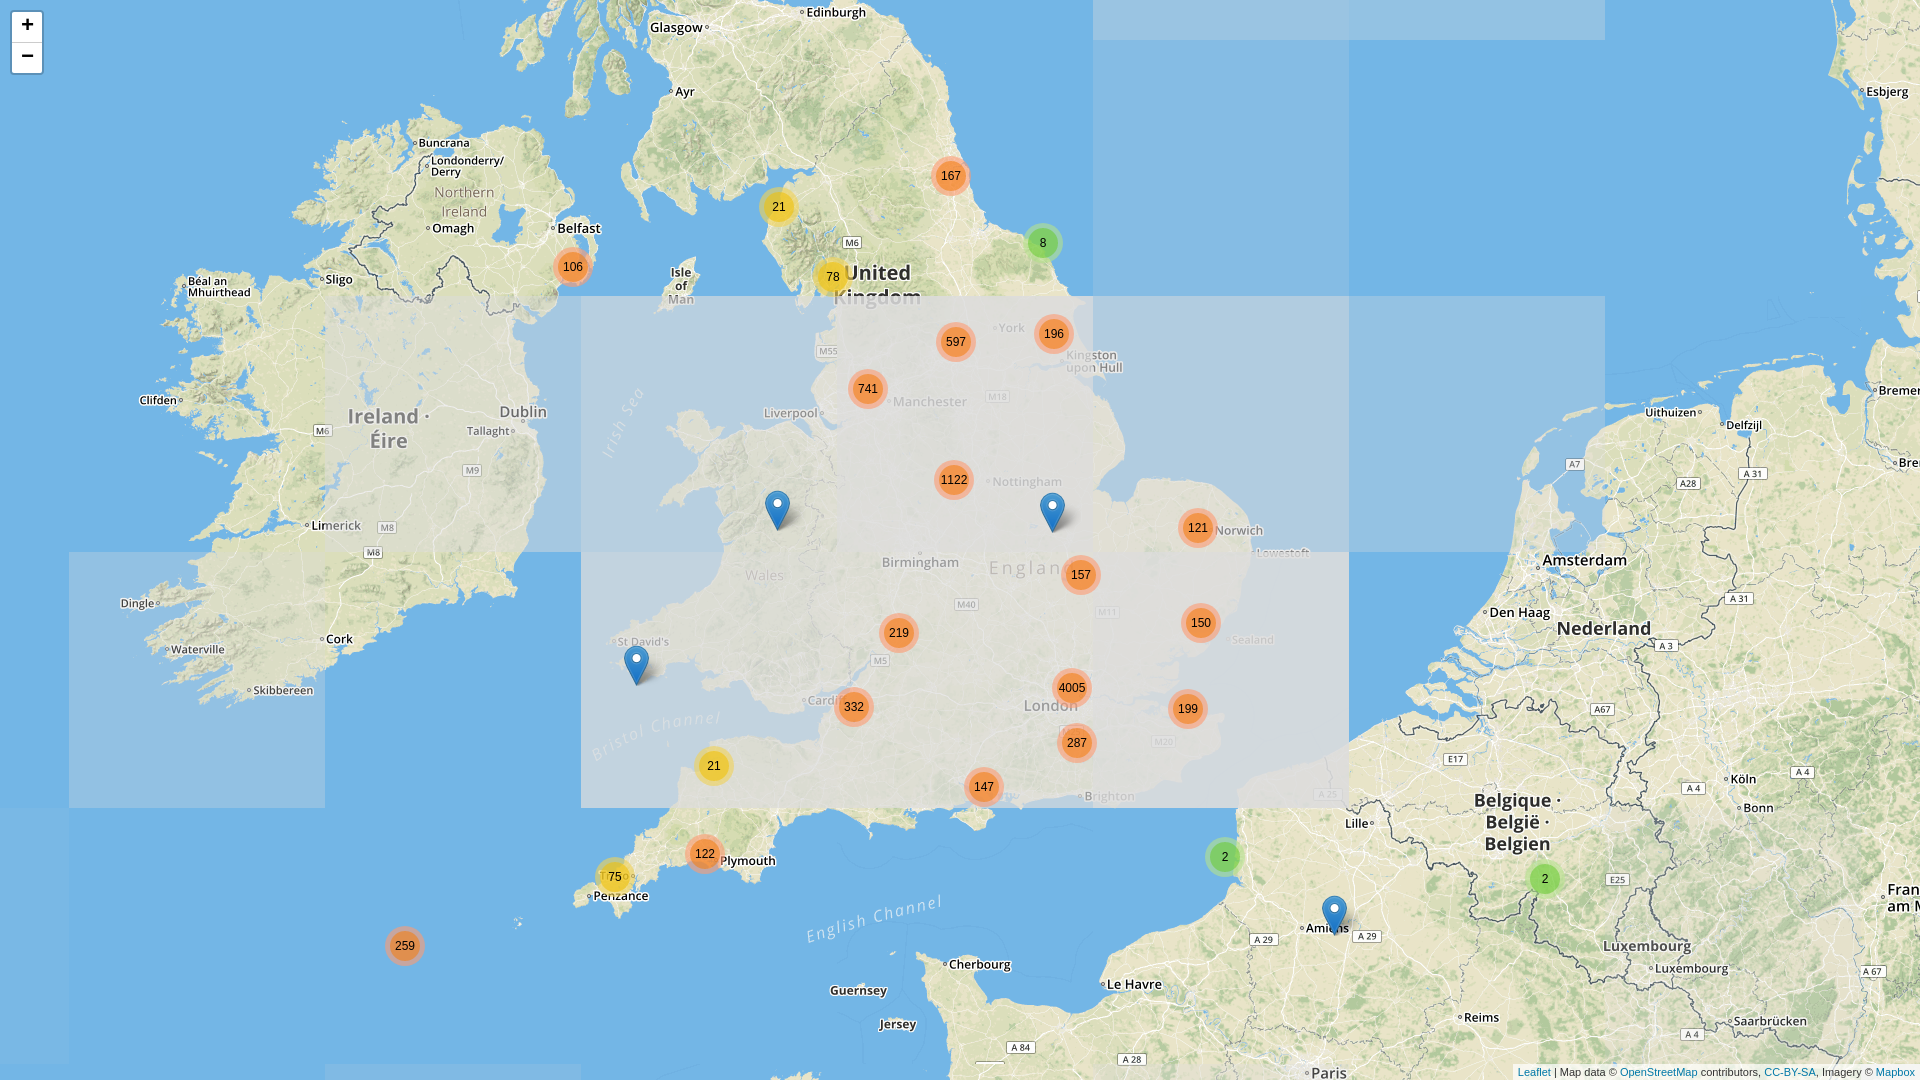 +
−
Edinburgh
Glasgow
Ayr
Esbjerg
Buncrana
Londonderry/
Derry
Northern
Ireland
Omagh
Belfast
167
21
8
M6
106
78
United
Kingdom
Isle
of
Man
Sligo
Béal an
Mhuirthead
597
196
York
M55
Kingston
upon Hull
741
Manchester
M18
Liverpool
Irish Sea
Clifden
Ireland ·
Éire
Dublin
Tallaght
M6
M9
Uithuizen
Delfzijl
A7
A 31
A28
1122
Nottingham
121
Norwich
Lowestoft
Limerick
M8
M8
Birmingham
Wales
157
Amsterdam
A 31
Dingle
M40
M11
150
Den Haag
Nederland
Cork
219
St David's
Sealand
A 3
Waterville
M5
Skibbereen
4005
London
199
A67
332
287
M20
Bristol Channel
E17
A 4
Köln
21
147
Brighton
A 25
A 4
Bonn
Belgique ·
België ·
Belgien
Lille
122
Plymouth
75
Penzance
2
2
E25
English Channel
Amiens
A 29
A 29
259
Luxembourg
Luxembourg
A 67
Cherbourg
Le Havre
Guernsey
Jersey
Reims
Saarbrücken
A 4
A 84
A 28
Paris
Leaflet | Map data © OpenStreetMap contributors, CC-BY-SA, Imagery © Mapbox